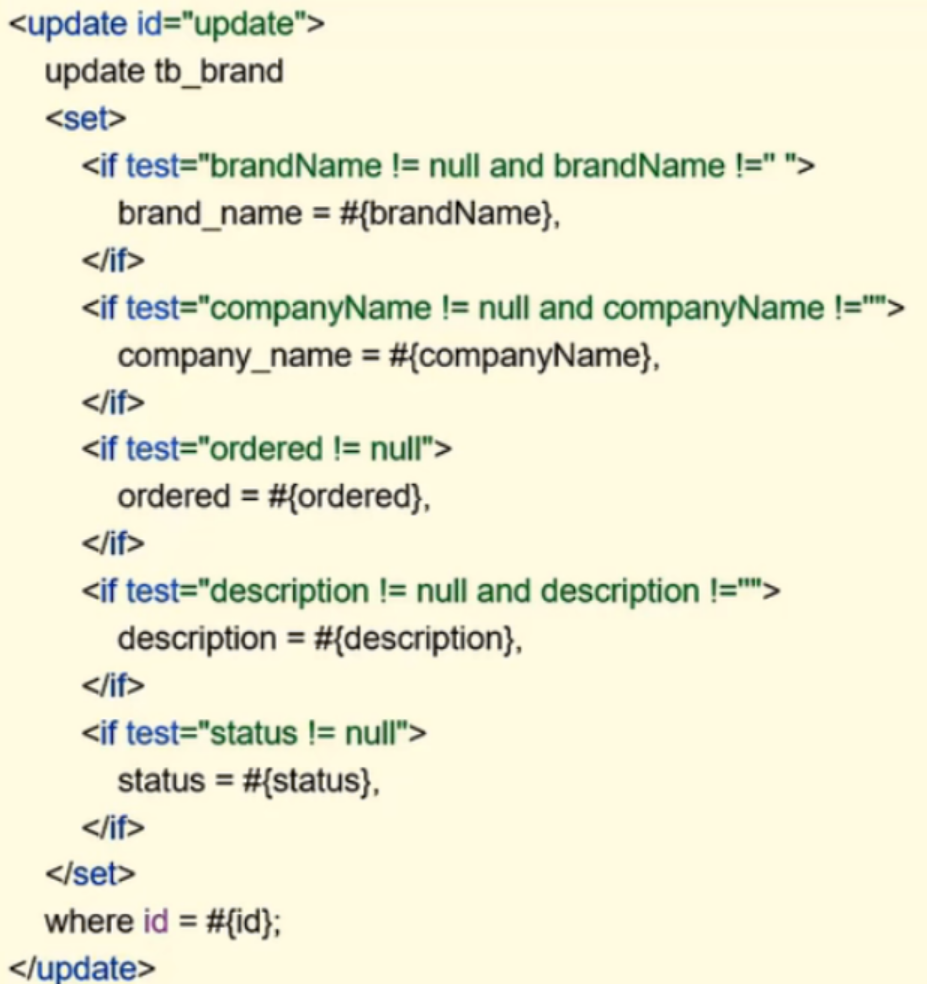 <update id="update">
update tb_brand
<set>
<if test="brandName != null and brandName !=" ">
brand_name = #{brandName},
</if>
<if test="companyName != null and companyName !="">
company_name = #{companyName},
</if>
<if test="ordered != null">
ordered = #{ordered},
</if>
<if test="description != null and description !="">
description = #{description},
</if>
<if test="status != null">
status = #{status},
</if>
</set>
where id = #{id};
</update>